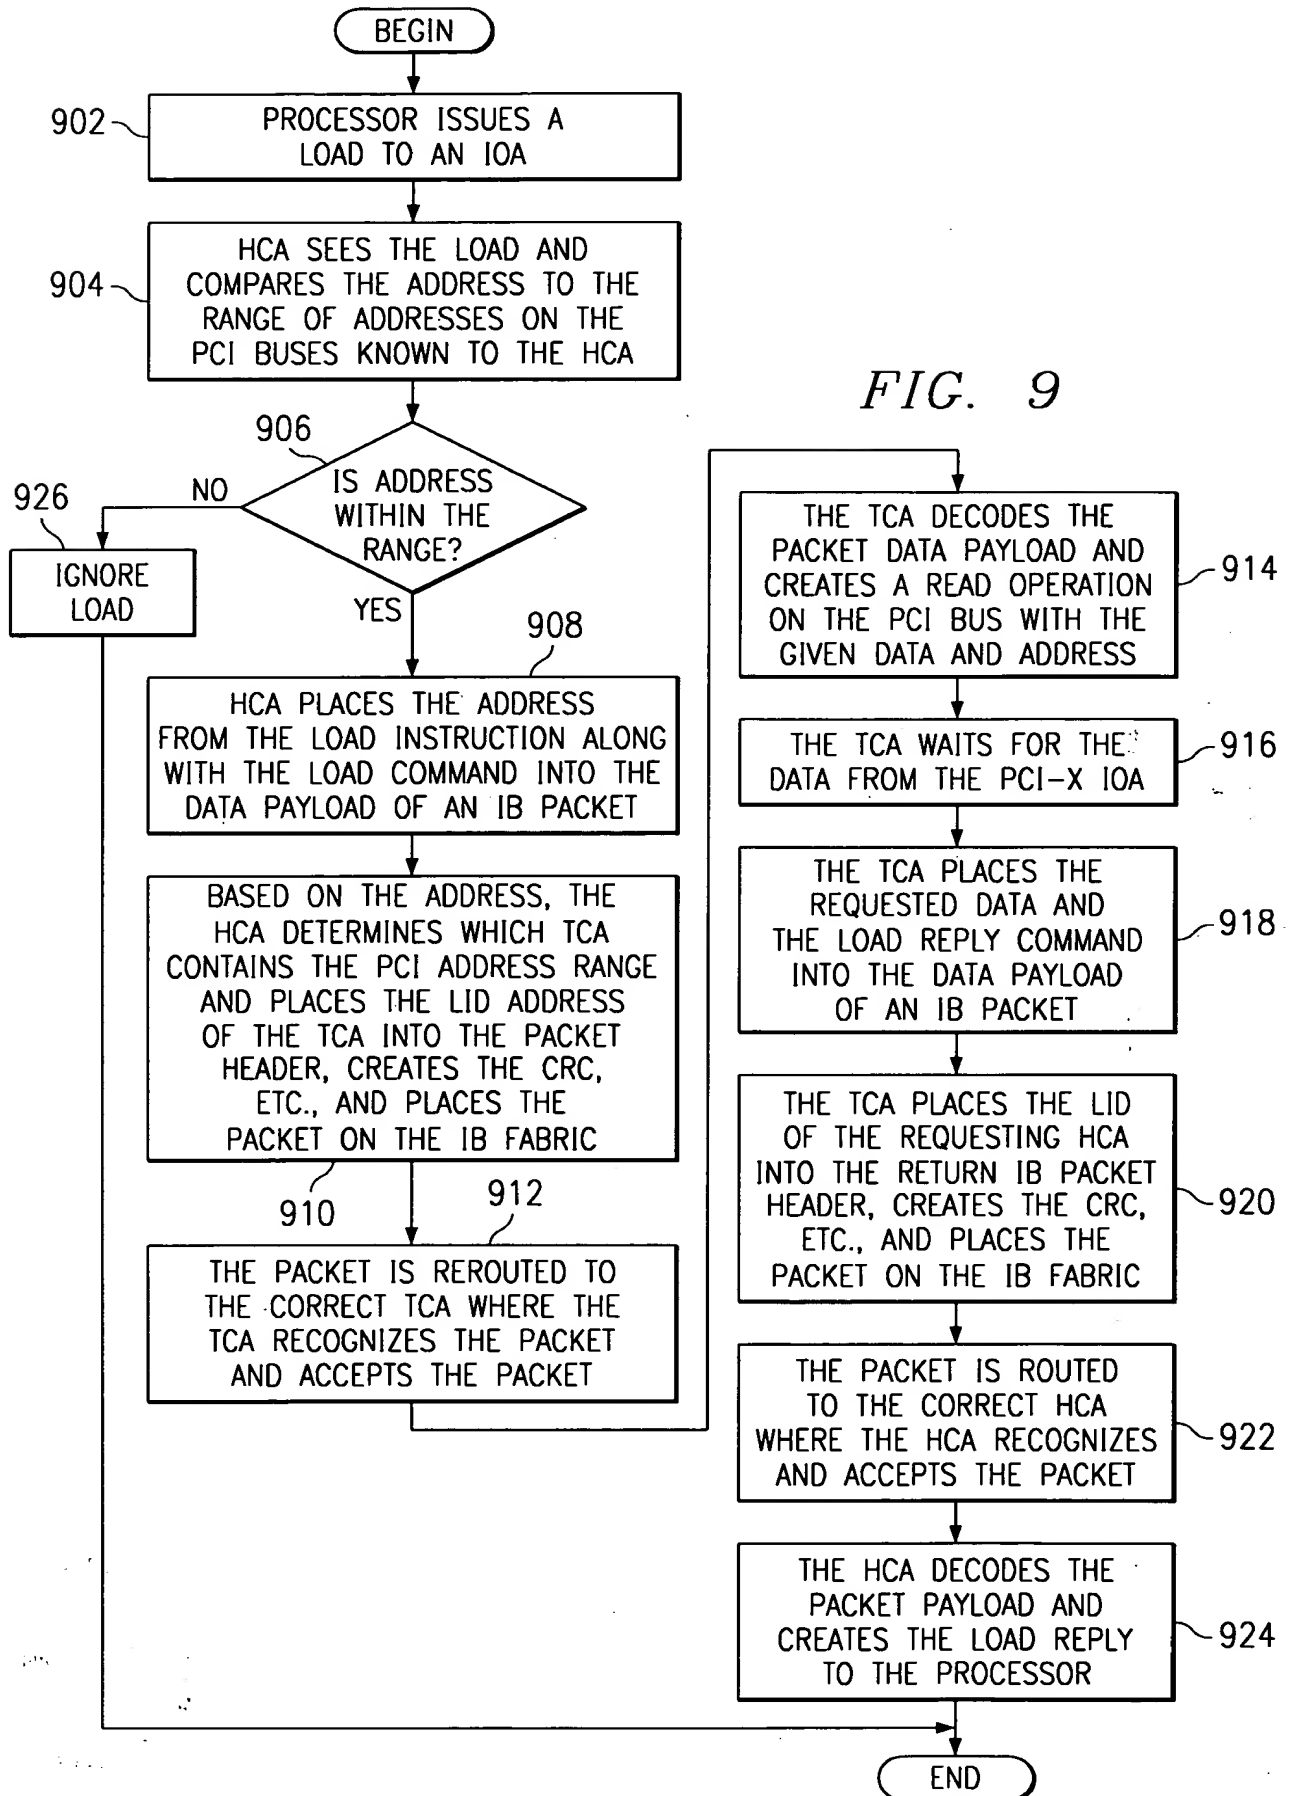 BEGIN
902
PROCESSOR ISSUES A
LOAD TO AN IOA
904
HCA SEES THE LOAD AND
COMPARES THE ADDRESS TO THE
RANGE OF ADDRESSES ON THE
PCI BUSES KNOWN TO THE HCA
906
IS ADDRESS
WITHIN THE
RANGE?
NO
926
IGNORE
LOAD
YES
908
HCA PLACES THE ADDRESS
FROM THE LOAD INSTRUCTION ALONG
WITH THE LOAD COMMAND INTO THE
DATA PAYLOAD OF AN IB PACKET
BASED ON THE ADDRESS, THE
HCA DETERMINES WHICH TCA
CONTAINS THE PCI ADDRESS RANGE
AND PLACES THE LID ADDRESS
OF THE TCA INTO THE PACKET
HEADER, CREATES THE CRC,
ETC., AND PLACES THE
PACKET ON THE IB FABRIC
910
912
THE PACKET IS REROUTED TO
THE CORRECT TCA WHERE THE
TCA RECOGNIZES THE PACKET
AND ACCEPTS THE PACKET
FIG. 9
THE TCA DECODES THE
PACKET DATA PAYLOAD AND
CREATES A READ OPERATION
ON THE PCI BUS WITH THE
GIVEN DATA AND ADDRESS
914
THE TCA WAITS FOR THE
DATA FROM THE PCI-X IOA
916
THE TCA PLACES THE
REQUESTED DATA AND
THE LOAD REPLY COMMAND
INTO THE DATA PAYLOAD
OF AN IB PACKET
918
THE TCA PLACES THE LID
OF THE REQUESTING HCA
INTO THE RETURN IB PACKET
HEADER, CREATES THE CRC,
ETC., AND PLACES THE
PACKET ON THE IB FABRIC
920
THE PACKET IS ROUTED
TO THE CORRECT HCA
WHERE THE HCA RECOGNIZES
AND ACCEPTS THE PACKET
922
THE HCA DECODES THE
PACKET PAYLOAD AND
CREATES THE LOAD REPLY
TO THE PROCESSOR
924
END